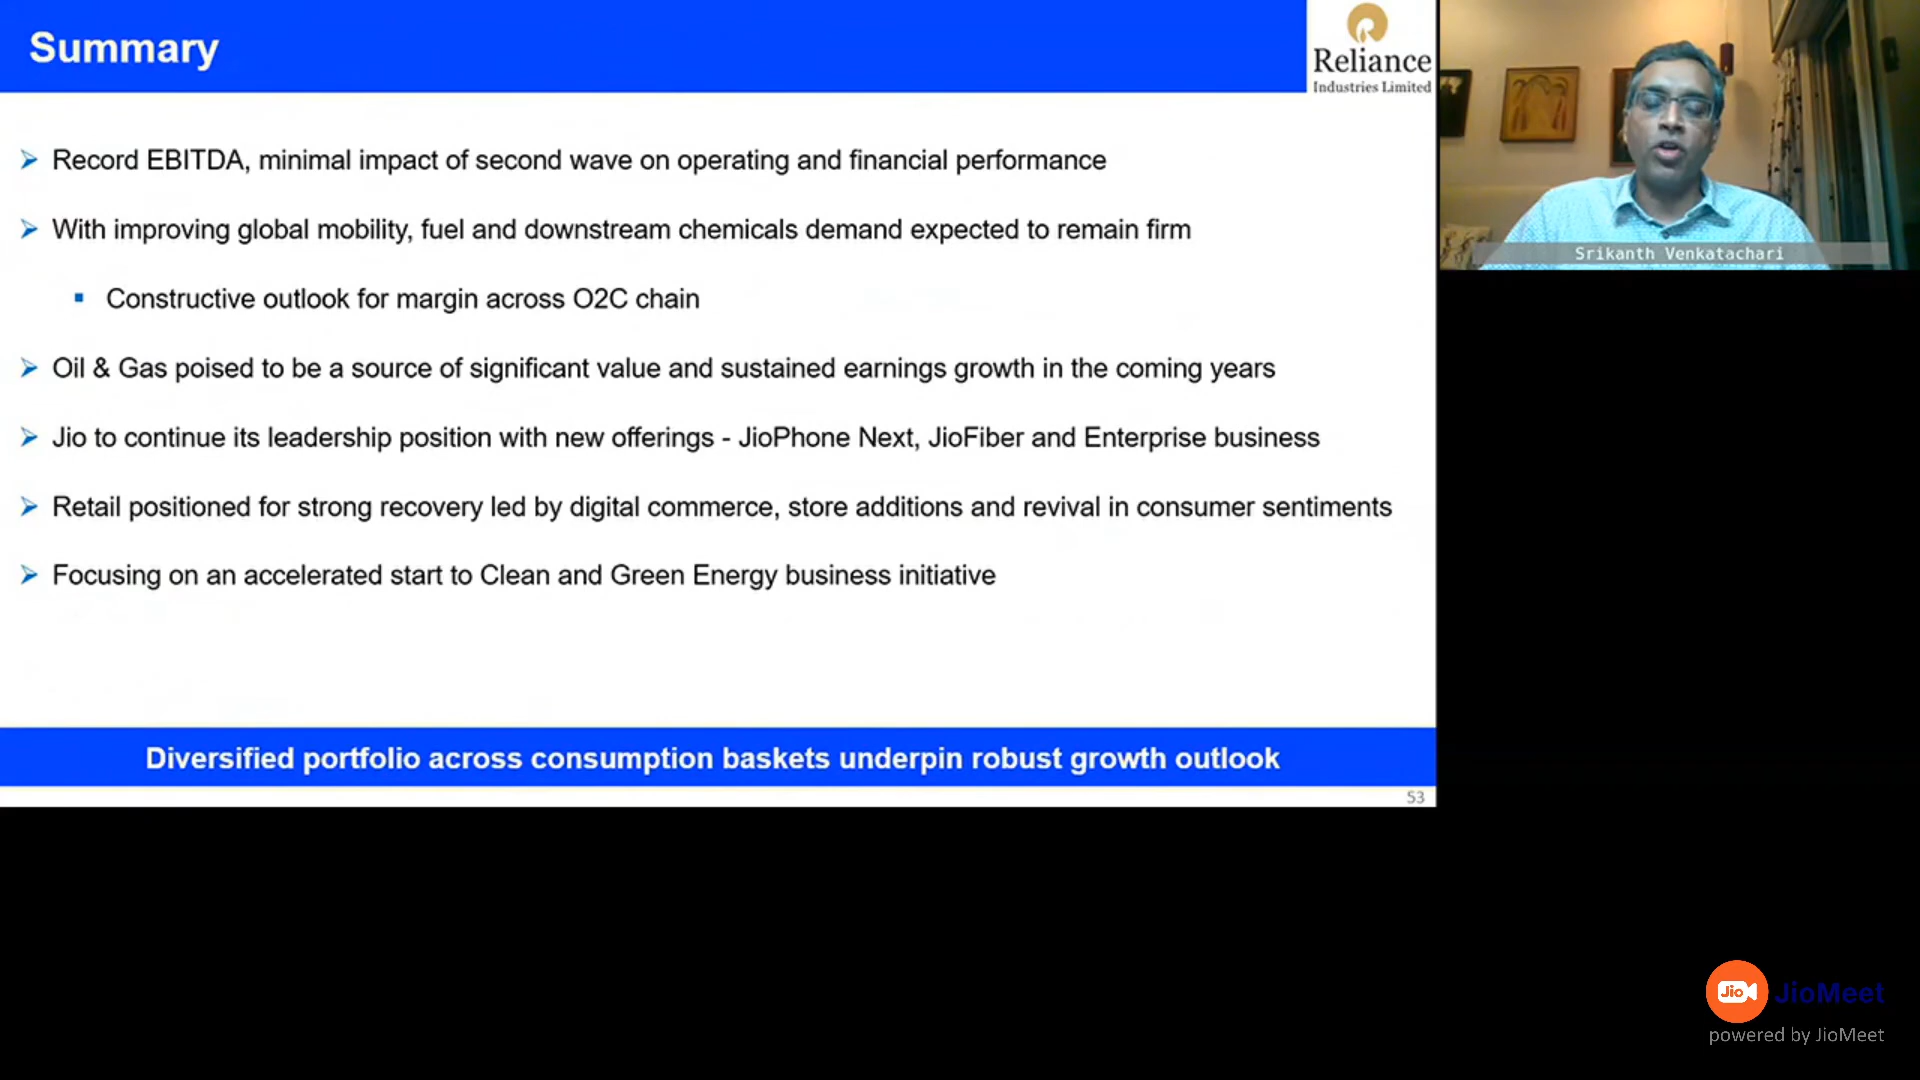 Summary
Reliance
Industries Limited
Record EBITDA, minimal impact of second wave on operating and financial performance
With improving global mobility, fuel and downstream chemicals demand expected to remain firm
Constructive outlook for margin across O2C chain
Oil & Gas poised to be a source of significant value and sustained earnings growth in the coming years
Jio to continue its leadership position with new offerings - JioPhone Next, JioFiber and Enterprise business
Retail positioned for strong recovery led by digital commerce, store additions and revival in consumer sentiments
Focusing on an accelerated start to Clean and Green Energy business initiative
Diversified portfolio across consumption baskets underpin robust growth outlook
53
Srikanth Venkatachari
Jio JioMeet
powered by JioMeet